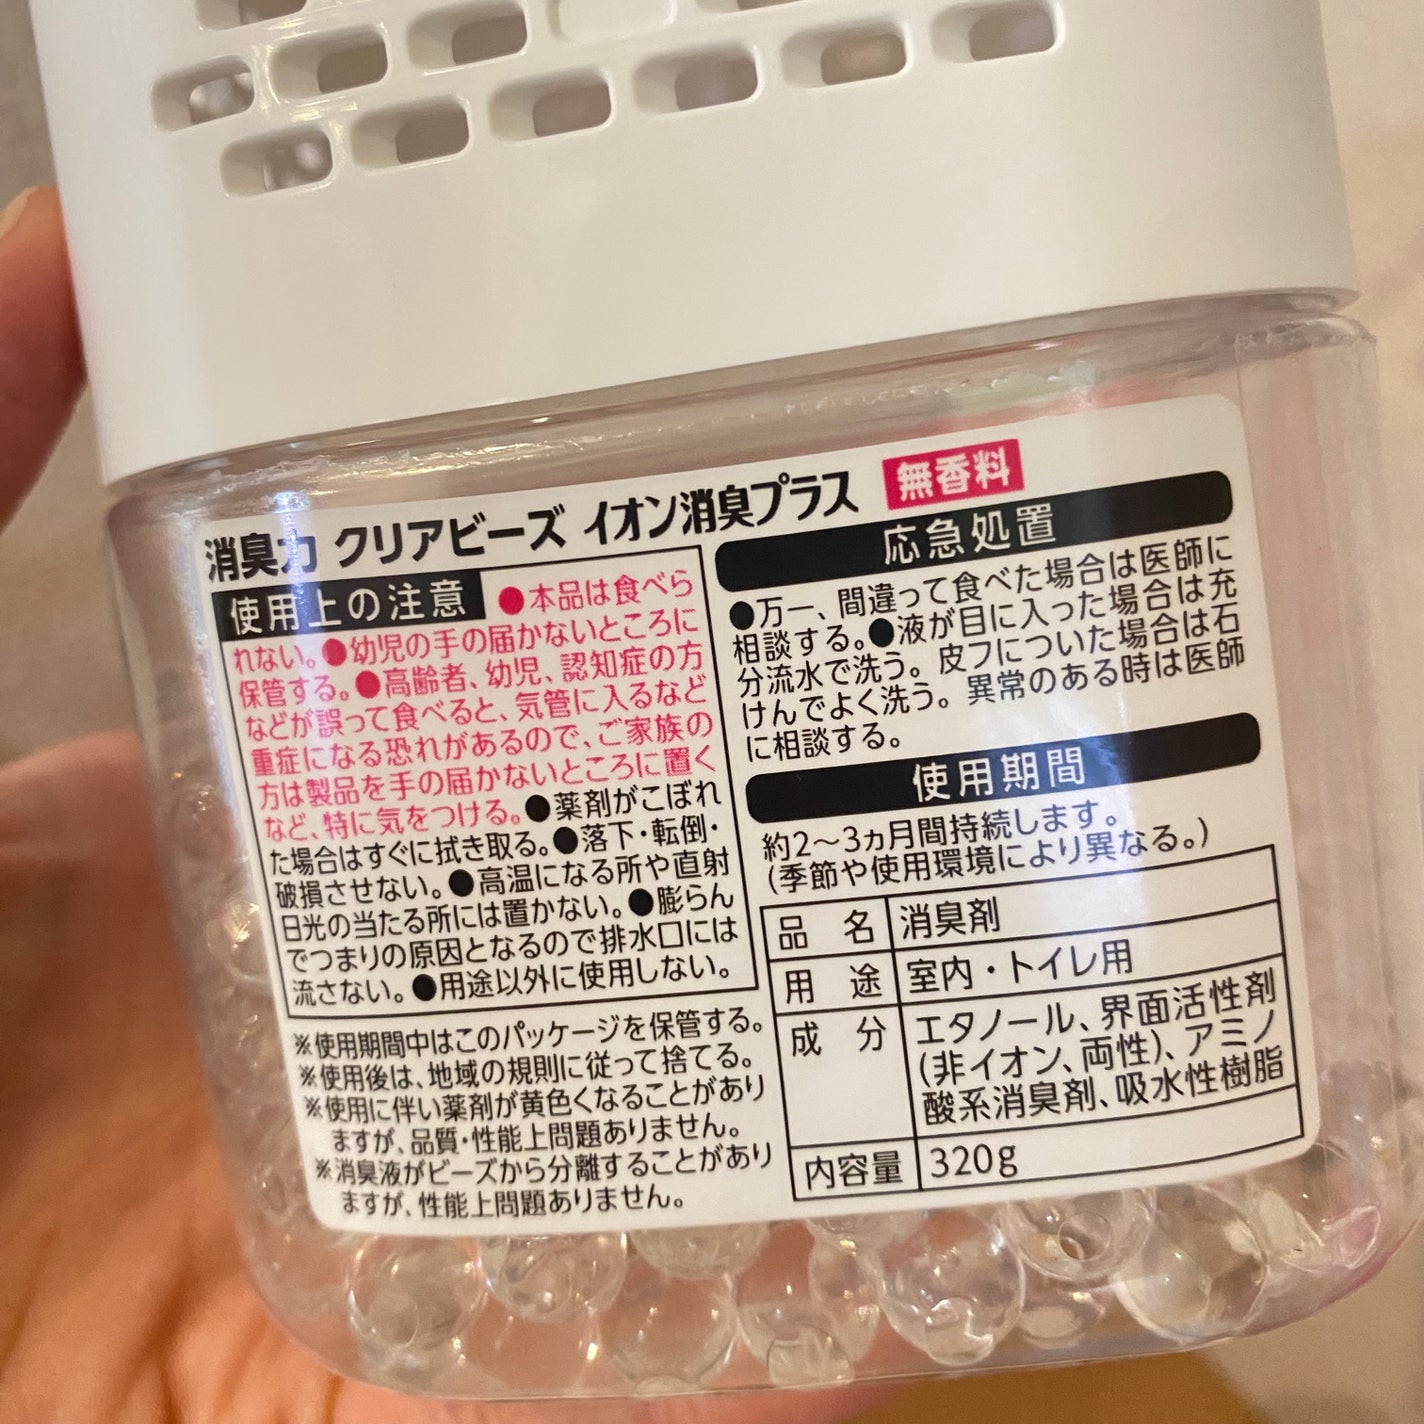 消臭力 クリアビーズ イオン消臭プラス 無香料
使用上の注意 ●本品は食べら
れない。●幼児の手の届かないところに
保管する。●高齢者、幼児、認知症の方
などが誤って食べると、気管に入るなど
重症になる恐れがあるので、ご家族の
方は製品を手の届かないところに置く
など、特に気をつける。●薬剤がこぼれ
た場合はすぐに拭き取る。●落下・転倒・
破損させない。●高温になる所や直射
日光の当たる所には置かない。●膨らん
でつまりの原因となるので排水口には
流さない。●用途以外に使用しない。
※使用期間中はこのパッケージを保管する。
※使用後は、地域の規則に従って捨てる。
※使用に伴い薬剤が黄色くなることがあり
ますが、品質・性能上問題ありません。
※消臭液がビーズから分離することがあり
ますが、性能上問題ありません。
応急処置
●万一、間違って食べた場合は医師に
相談する。●液が目に入った場合は充
分流水で洗う。皮フについた場合は石
けんでよく洗う。異常のある時は医師
に相談する。
使用期間
約2～3ヵ月間持続します。
(季節や使用環境により異なる。)
品名 消臭剤
用途 室内・トイレ用
成分 エタノール、界面活性剤
(非イオン、両性)、アミノ
酸系消臭剤、吸水性樹脂
内容量 320g